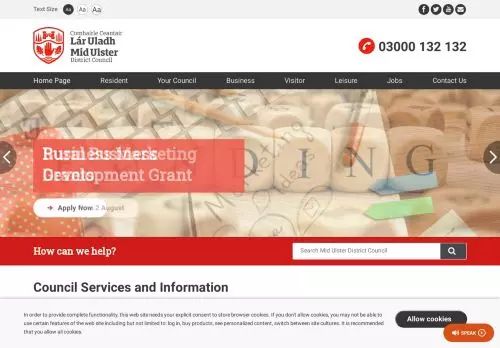 Text Size Aa Aa Aa
Comhairle Ceantair
Lár Uladh
Mid Ulster
District Council
03000 132 132
Home Page Resident Your Council Business Visitor Leisure Jobs Contact Us
Business
Marketing
Development Grant
Apply Now 2 August
How can we help?
Search Mid Ulster District Council
Council Services and Information
In order to provide complete functionality, this web site needs your explicit consent to store browser cookies. If you don't allow cookies, you may not be able to
use certain features of the web site including but not limited to: log in, buy products, see personalized content, switch between site cultures. It is recommended
that you allow all cookies.
Allow cookies
SPEAK